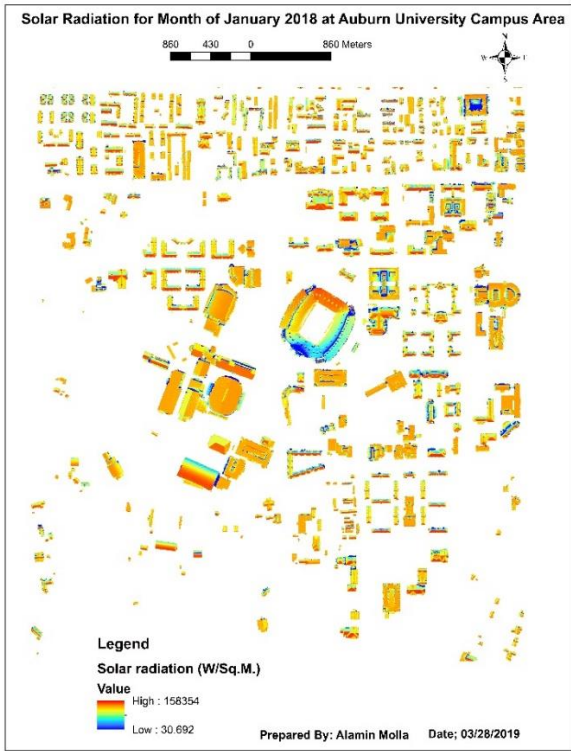 Solar Radiation for Month of January 2018 at Auburn University Campus Area
860 430 0 860 Meters
N
W E
S
Legend
Solar radiation (W/Sq.M.)
Value
High : 158354
Low : 30.692
Prepared By: Alamin Molla Date; 03/28/2019